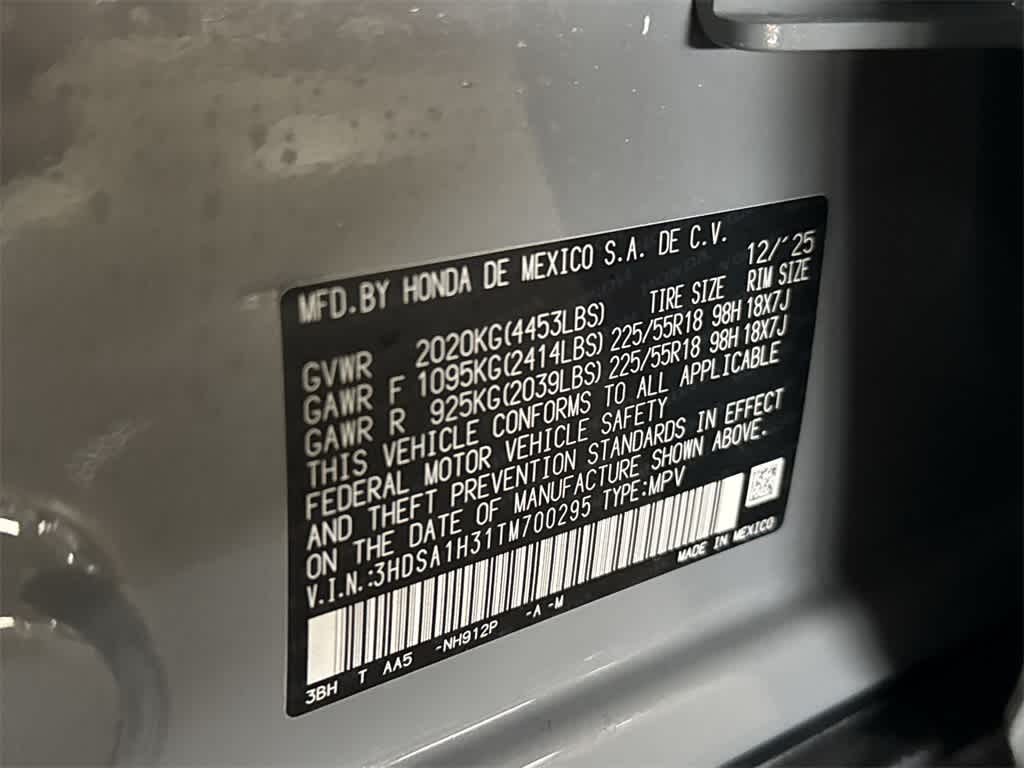 MFD.BY HONDA DE MEXICO S.A. DE C.V. 12/´25
TIRE SIZE RIM SIZE
GVWR 2020KG(4453LBS)
GAWR F 1095KG(2414LBS) 225/55R18 98H 18X7J
GAWR R 925KG(2039LBS) 225/55R18 98H 18X7J
THIS VEHICLE CONFORMS TO ALL APPLICABLE
FEDERAL MOTOR VEHICLE SAFETY
AND THEFT PREVENTION STANDARDS IN EFFECT
ON THE DATE OF MANUFACTURE SHOWN ABOVE.
V.I.N.:3HDSA1H31TM700295 TYPE:MPV
MADE IN MEXICO
3BH T AA5 -NH912P -A -M